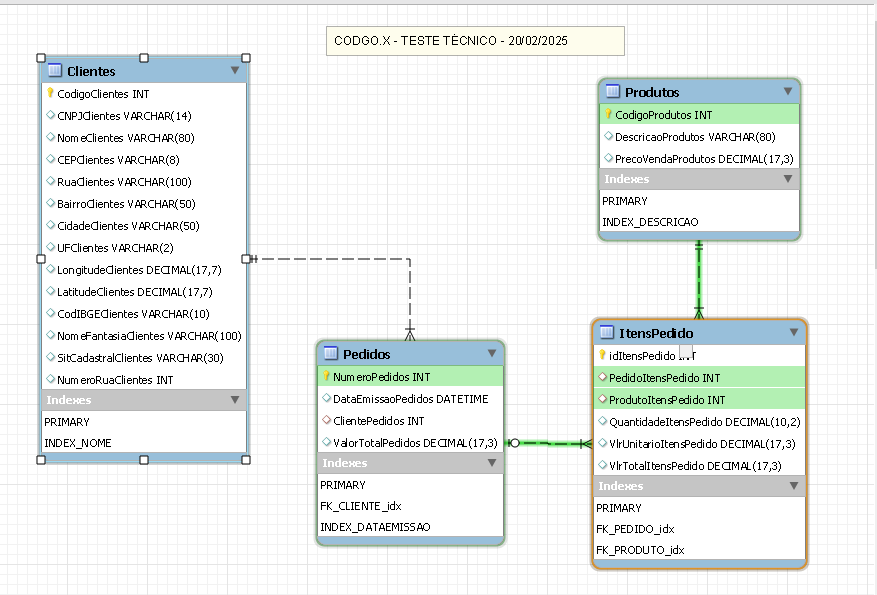 CODGO.X - TESTE TÉCNICO - 20/02/2025
Clientes
CodigoClientes INT
CNPJClientes VARCHAR(14)
NomeClientes VARCHAR(80)
CEPClientes VARCHAR(8)
RuaClientes VARCHAR(100)
BairroClientes VARCHAR(50)
CidadeClientes VARCHAR(50)
UFClientes VARCHAR(2)
LongitudeClientes DECIMAL(17,7)
LatitudeClientes DECIMAL(17,7)
CodIBGEClientes VARCHAR(10)
NomeFantasiaClientes VARCHAR(100)
SitCadastralClientes VARCHAR(30)
NumeroRuaClientes INT
Indexes
PRIMARY
INDEX_NOME
Pedidos
NumeroPedidos INT
DataEmissaoPedidos DATETIME
ClientePedidos INT
ValorTotalPedidos DECIMAL(17,3)
Indexes
PRIMARY
FK_CLIENTE_idx
INDEX_DATAEMISSAO
Produtos
CodigoProdutos INT
DescricaoProdutos VARCHAR(80)
PrecoVendaProdutos DECIMAL(17,3)
Indexes
PRIMARY
INDEX_DESCRICAO
ItensPedido
idItensPedido INT
PedidoItensPedido INT
ProdutoItensPedido INT
QuantidadeItensPedido DECIMAL(10,2)
VlrUnitarioItensPedido DECIMAL(17,3)
VlrTotalItensPedido DECIMAL(17,3)
Indexes
PRIMARY
FK_PEDIDO_idx
FK_PRODUTO_idx